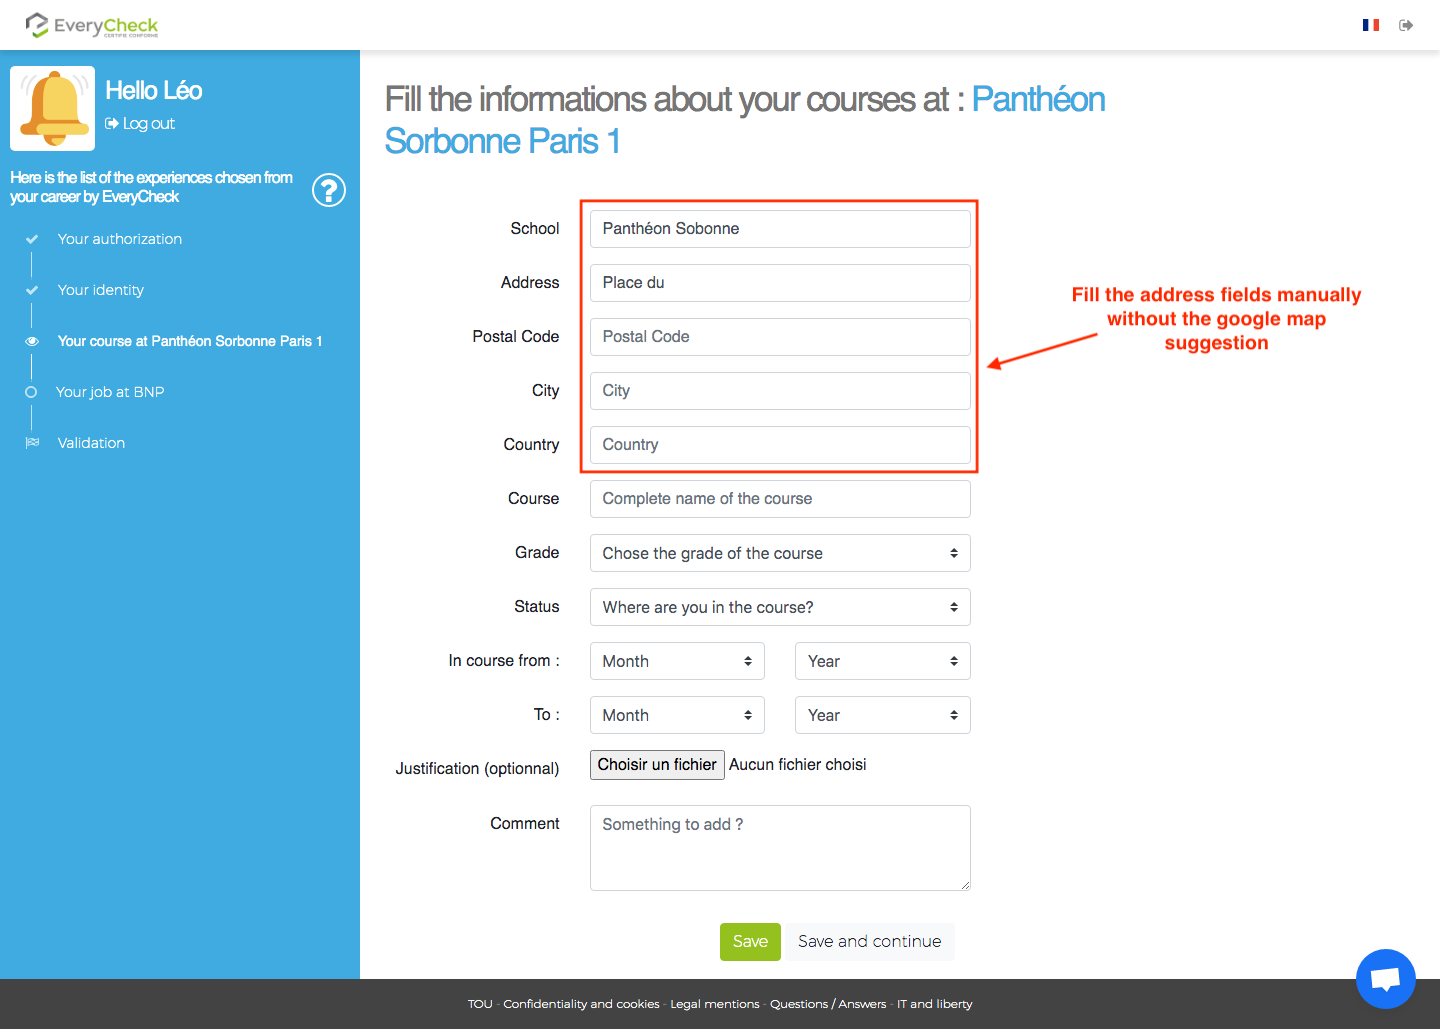 EveryCheck
CERTIFIÉ CONFORME
Hello Léo
Log out
Here is the list of the experiences chosen from
your career by EveryCheck
?
Your authorization
Your identity
Your course at Panthéon Sorbonne Paris 1
Your job at BNP
Validation
Fill the informations about your courses at : Panthéon
Sorbonne Paris 1
School Panthéon Sobonne
Address Place du
Postal Code Postal Code
City City
Country Country
Fill the address fields manually
without the google map
suggestion
Course Complete name of the course
Grade Chose the grade of the course
Status Where are you in the course?
In course from : Month Year
To : Month Year
Justification (optionnal) Choisir un fichier Aucun fichier choisi
Comment Something to add ?
Save Save and continue
TOU - Confidentiality and cookies - Legal mentions - Questions / Answers - IT and liberty